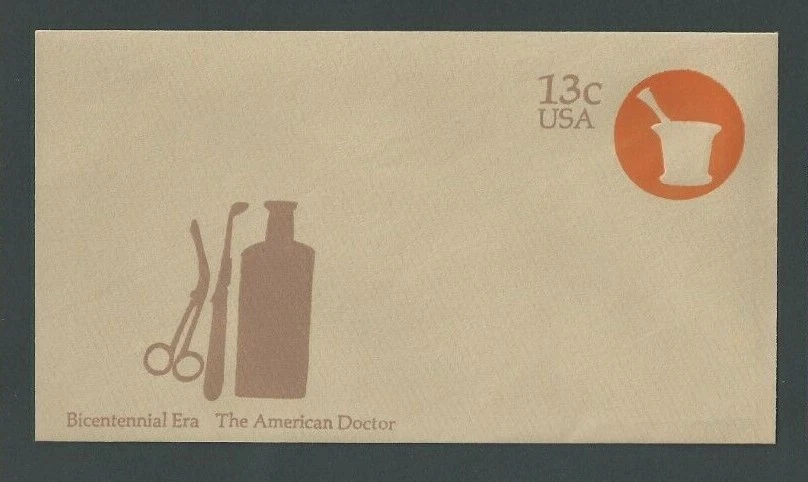 13c
USA
Bicentennial Era The American Doctor